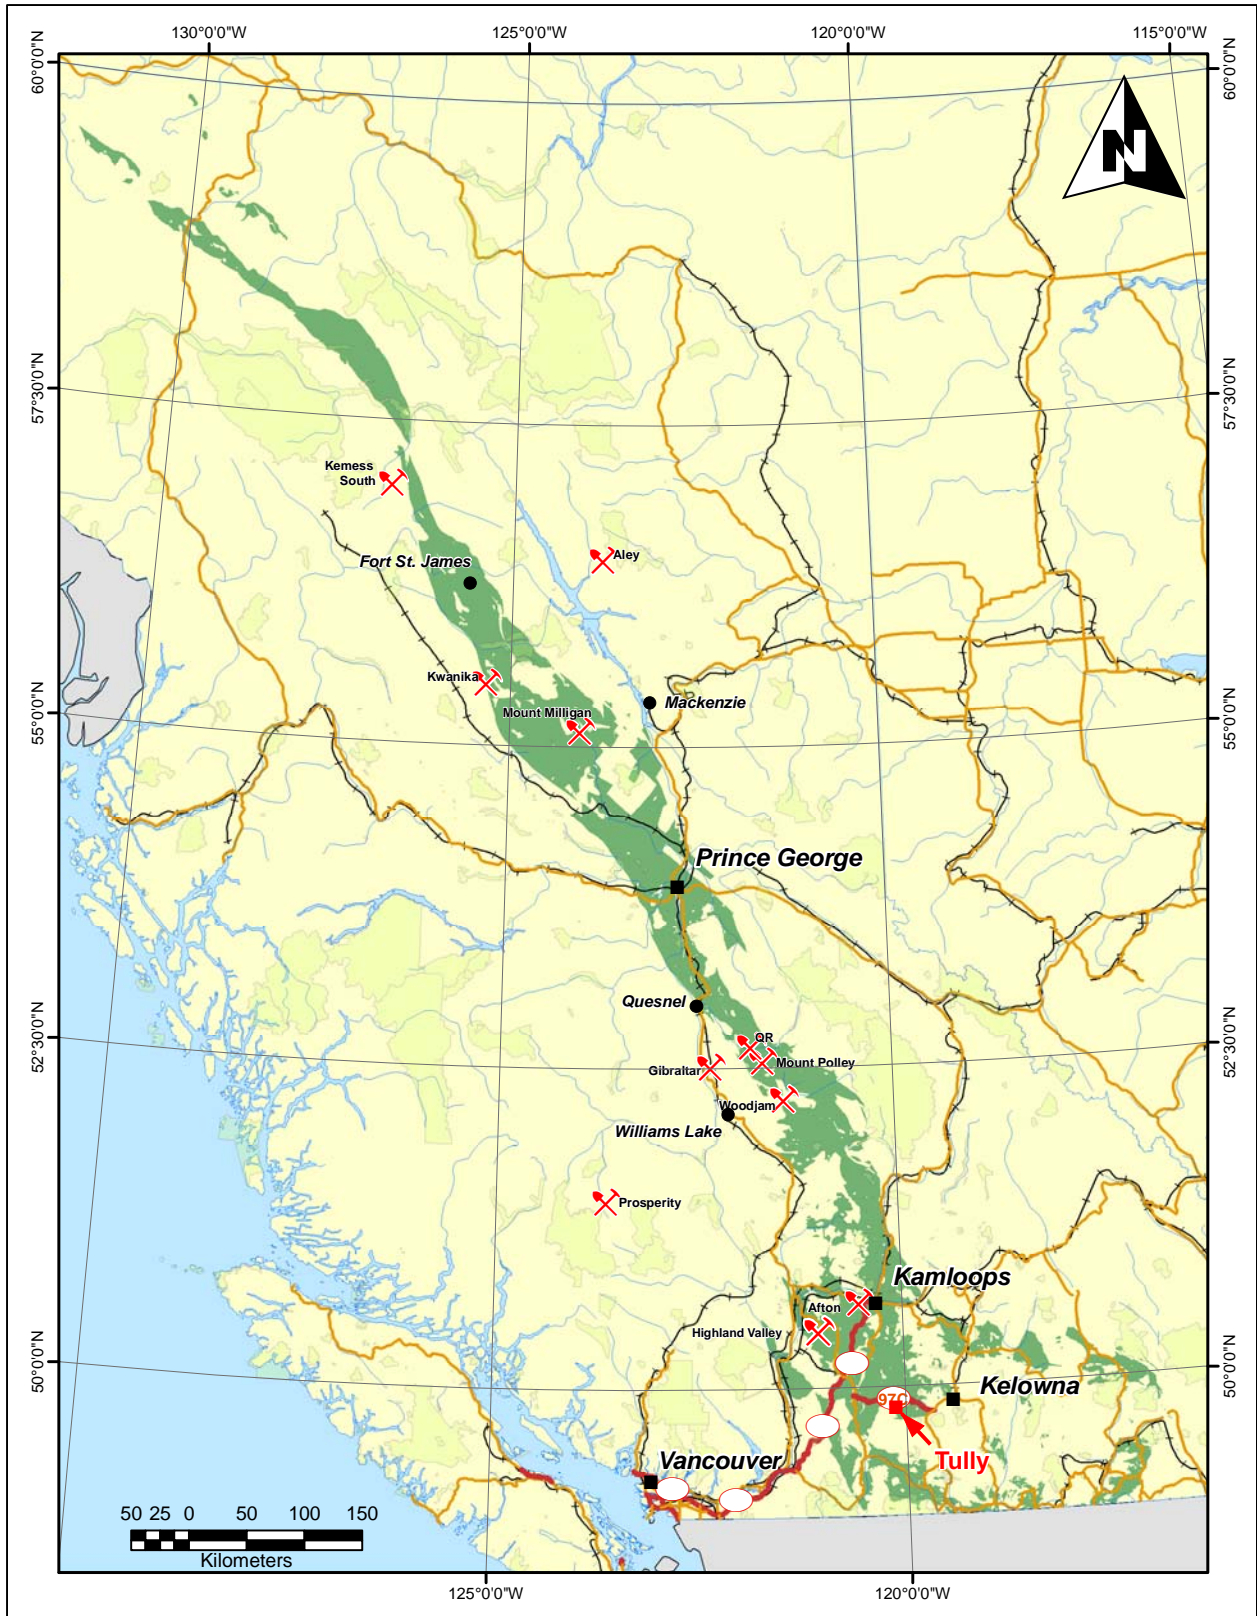 130°0'0"W
125°0'0"W
120°0'0"W
115°0'0"W
60°0'0"N
60°0'0"N
N
57°30'0"N
57°30'0"N
Kemess
South
Aley
Fort St. James
Kwanika
Mackenzie
Mount Milligan
55°0'0"N
55°0'0"N
Prince George
Quesnel
QR
52°30'0"N
52°30'0"N
Gibraltar
Mount Polley
Woodjam
Williams Lake
Prosperity
Kamloops
Afton
Highland Valley
50°0'0"N
50°0'0"N
Kelowna
97C
Tully
Vancouver
50 25 0 50 100 150
Kilometers
125°0'0"W
120°0'0"W